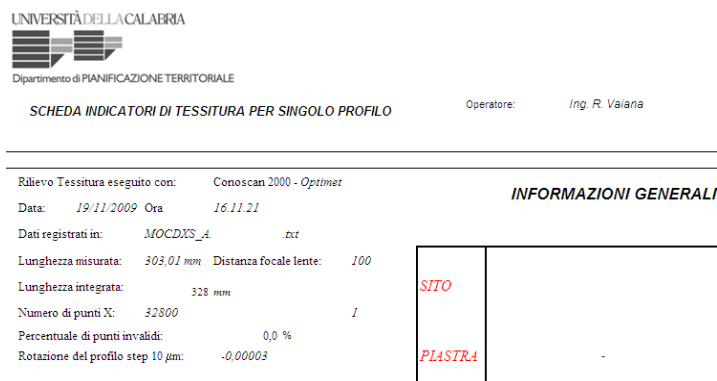 UNIVERSITÀ DELLA CALABRIA
Dipartimento di PIANIFICAZIONE TERRITORIALE
SCHEDA INDICATORI DI TESSITURA PER SINGOLO PROFILO
Operatore: Ing. R. Vaiana
Rilievo Tessitura eseguito con: Conoscan 2000 - Optimet
INFORMAZIONI GENERALI
Data: 19/11/2009 Ora 16.11.21
Dati registrati in: MOCDXS_A. .txt
Lunghezza misurata: 303,01 mm Distanza focale lente: 100
Lunghezza integrata: 328 mm
SITO
Numero di punti X: 32800 1
Percentuale di punti invalidi: 0,0 %
Rotazione del profilo step 10 µm: -0,00003
PIASTRA -